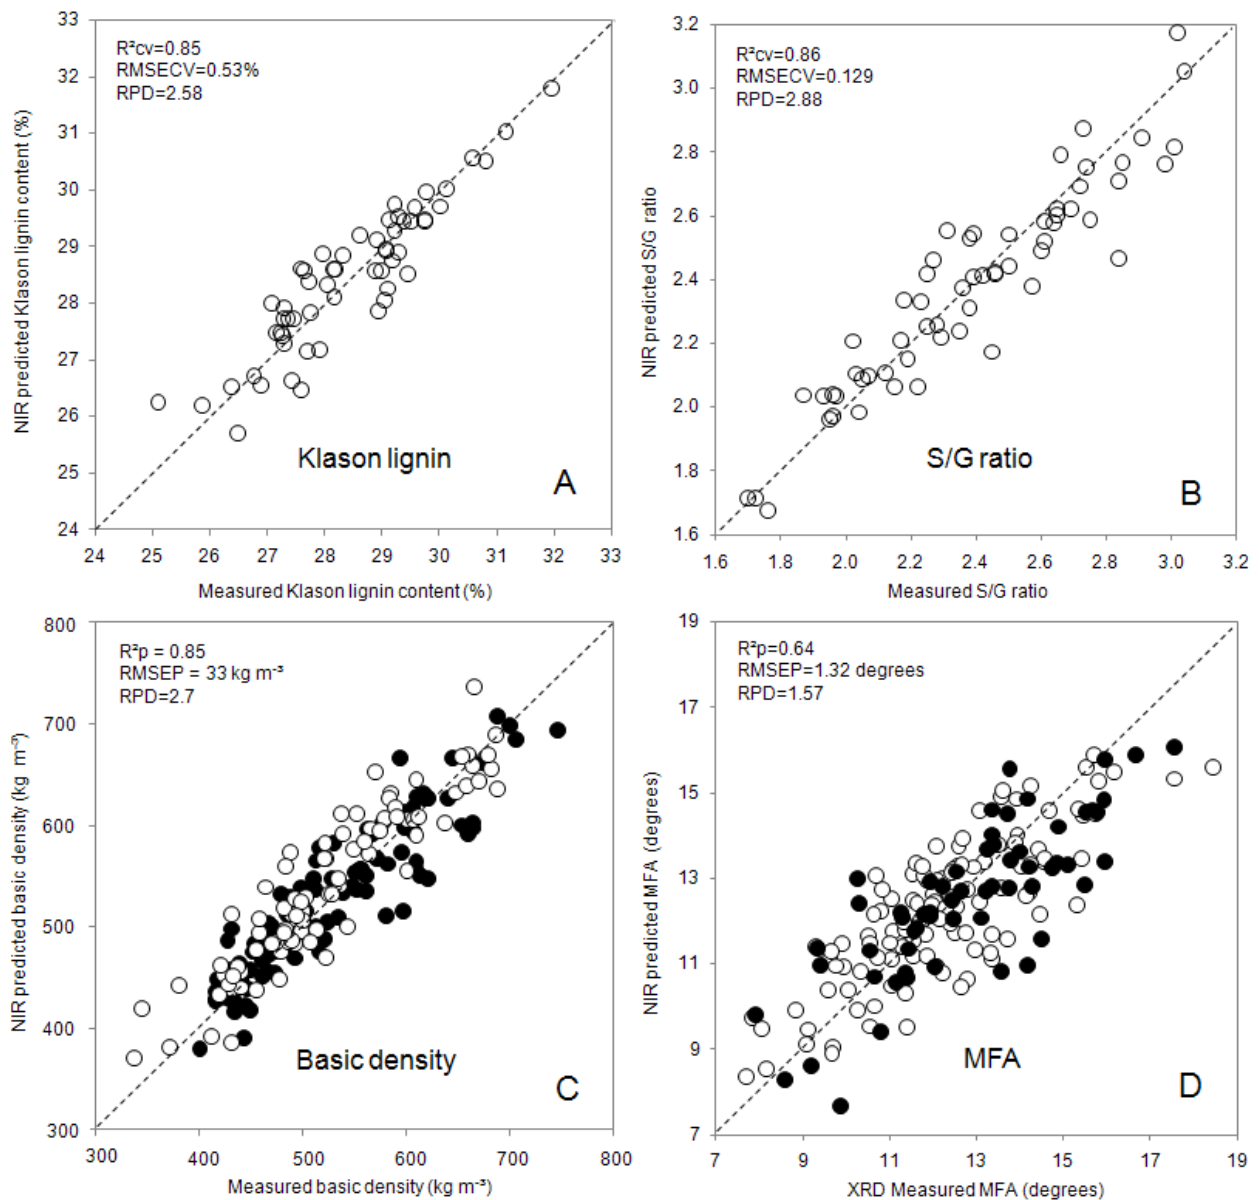 R²cv=0.85
RMSECV=0.53%
RPD=2.58
NIR predicted Klason lignin content (%)
33
32
31
30
29
28
27
26
25
24
Klason lignin
A
24 25 26 27 28 29 30 31 32 33
Measured Klason lignin content (%)
R²cv=0.86
RMSECV=0.129
RPD=2.88
NIR predicted S/G ratio
3.2
3.0
2.8
2.6
2.4
2.2
2.0
1.8
1.6
S/G ratio
B
1.6 1.8 2.0 2.2 2.4 2.6 2.8 3.0 3.2
Measured S/G ratio
R²p = 0.85
RMSEP = 33 kg m⁻³
RPD=2.7
NIR predicted basic density (kg m⁻³)
800
700
600
500
400
300
Basic density
C
300 400 500 600 700 800
Measured basic density (kg m⁻³)
R²p=0.64
RMSEP=1.32 degrees
RPD=1.57
NIR predicted MFA (degrees)
19
17
15
13
11
9
7
MFA
D
7 9 11 13 15 17 19
XRD Measured MFA (degrees)